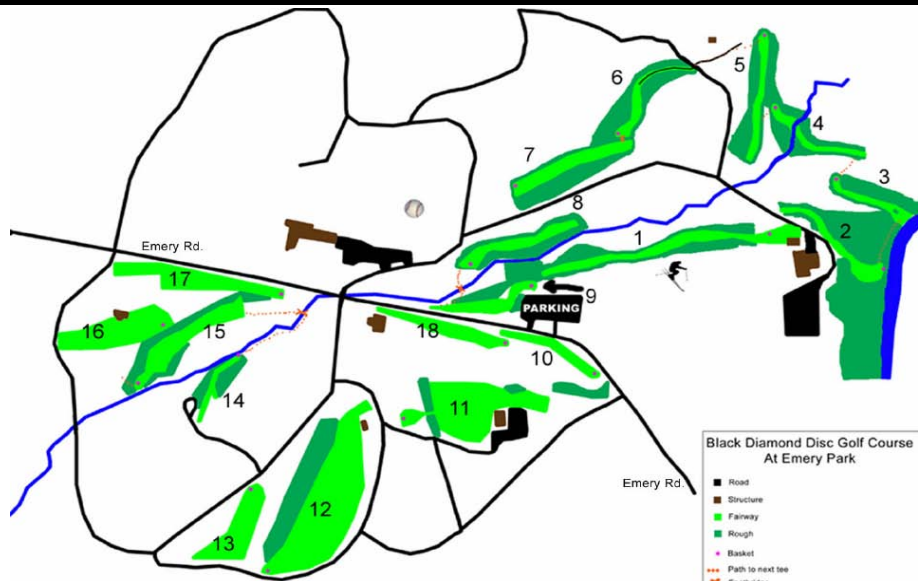 5
6
4
7
3
8
1
2
Emery Rd.
17
9
PARKING
16
15
18
10
14
11
12
13
Emery Rd.
Black Diamond Disc Golf Course
At Emery Park
Road
Structure
Fairway
Rough
Basket
Path to next tee